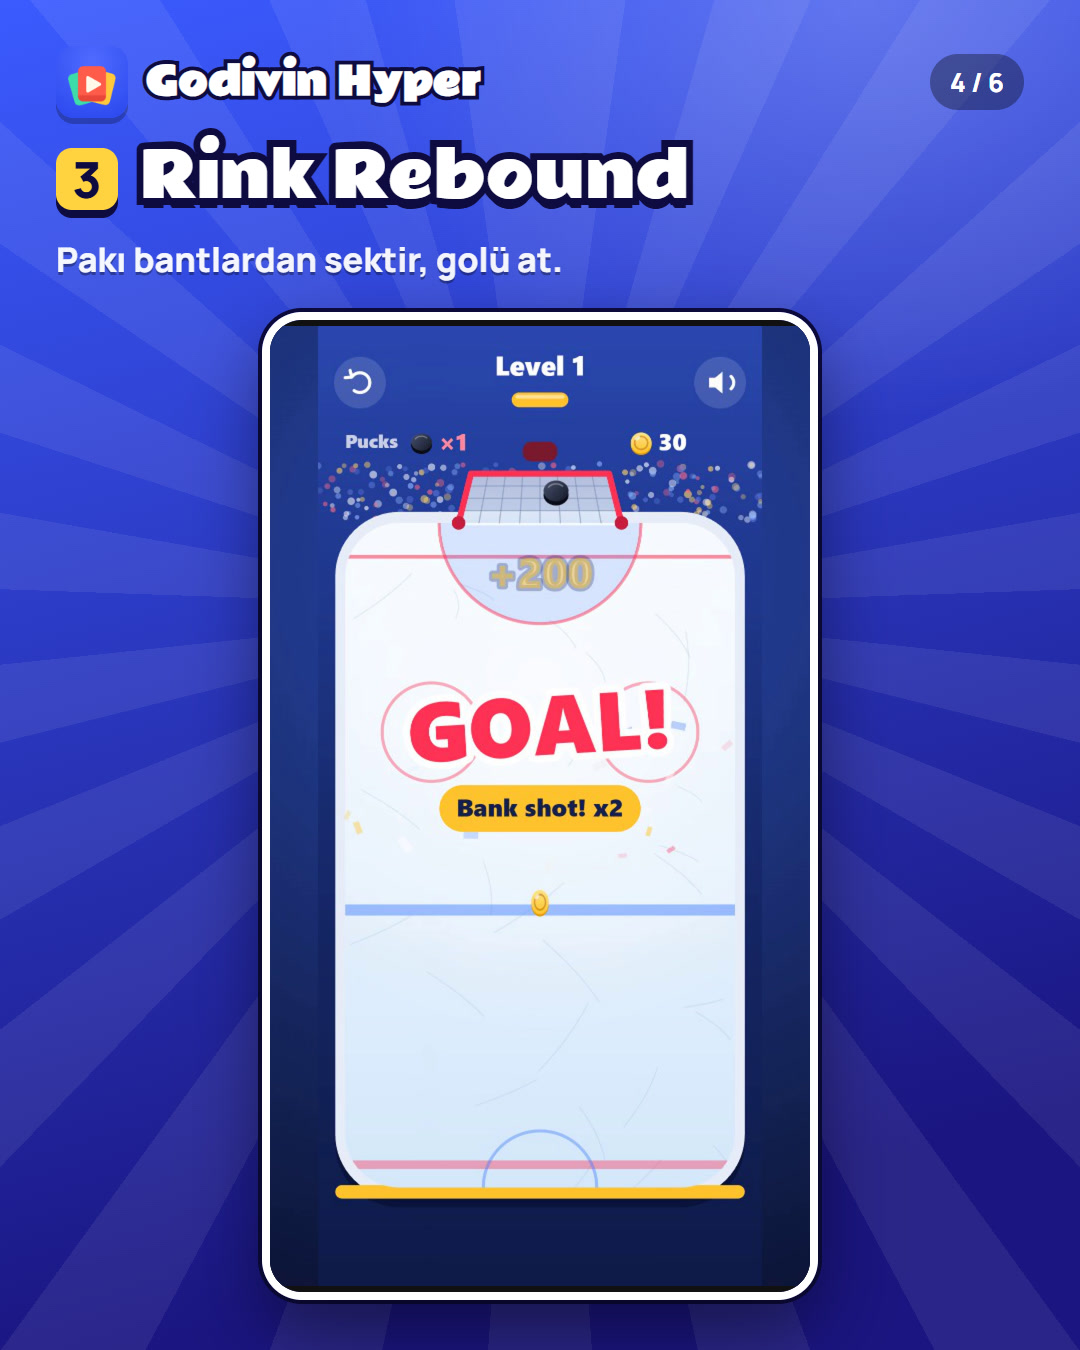 Godivin Hyper
4 / 6
3 Rink Rebound
Pakı bantlardan sektir, golü at.
Level 1
Pucks ×1
30
+200
GOAL!
Bank shot! x2